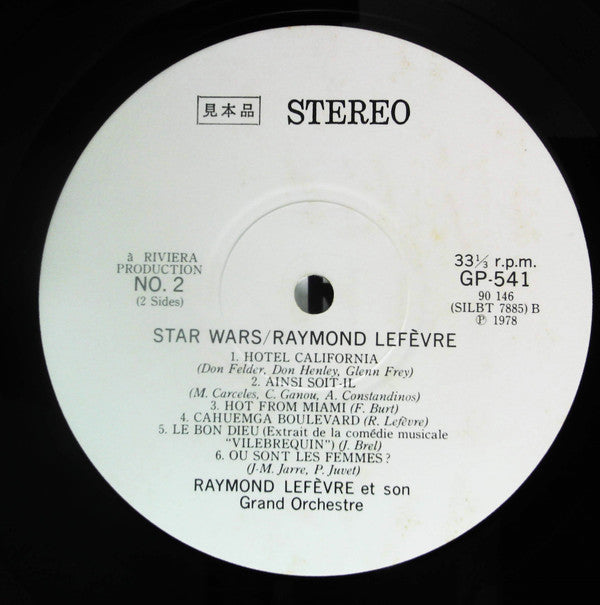 見本品 STEREO
à RIVIERA
PRODUCTION
NO. 2
(2 Sides)
33⅓ r.p.m.
GP-541
90 146
(SILBT 7885) B
℗ 1978
STAR WARS/RAYMOND LEFÈVRE
1. HOTEL CALIFORNIA
(Don Felder, Don Henley, Glenn Frey)
2. AINSI SOIT-IL
(M. Carceles, C. Ganou, A. Constandinos)
3. HOT FROM MIAMI (F. Burt)
4. CAHUEMGA BOULEVARD (R. Lefèvre)
5. LE BON DIEU (Extrait de la comédie musicale
"VILEBREQUIN") (J. Brel)
6. OU SONT LES FEMMES?
(J-M. Jarre, P. Juvet)
RAYMOND LEFÈVRE et son
Grand Orchestre